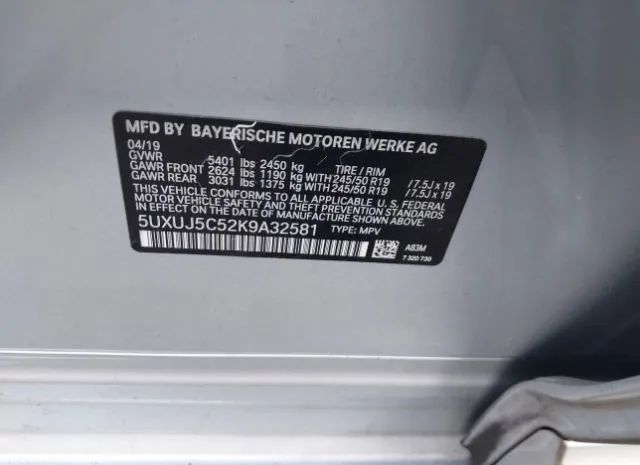 MFD BY BAYERISCHE MOTOREN WERKE AG
04/19
GVWR 5401 lbs 2450 kg TIRE / RIM
GAWR FRONT 2624 lbs 1190 kg WITH 245/50 R19 / 7.5J x 19
GAWR REAR 3031 lbs 1375 kg WITH 245/50 R19 / 7.5J x 19
THIS VEHICLE CONFORMS TO ALL APPLICABLE U. S. FEDERAL
MOTOR VEHICLE SAFETY, BUMPER, AND THEFT PREVENTION
STANDARDS IN EFFECT ON THE DATE OF MANUFACTURE SHOWN ABOVE.
5UXUJ5C52K9A32581 TYPE: MPV
A83M
7 320 730